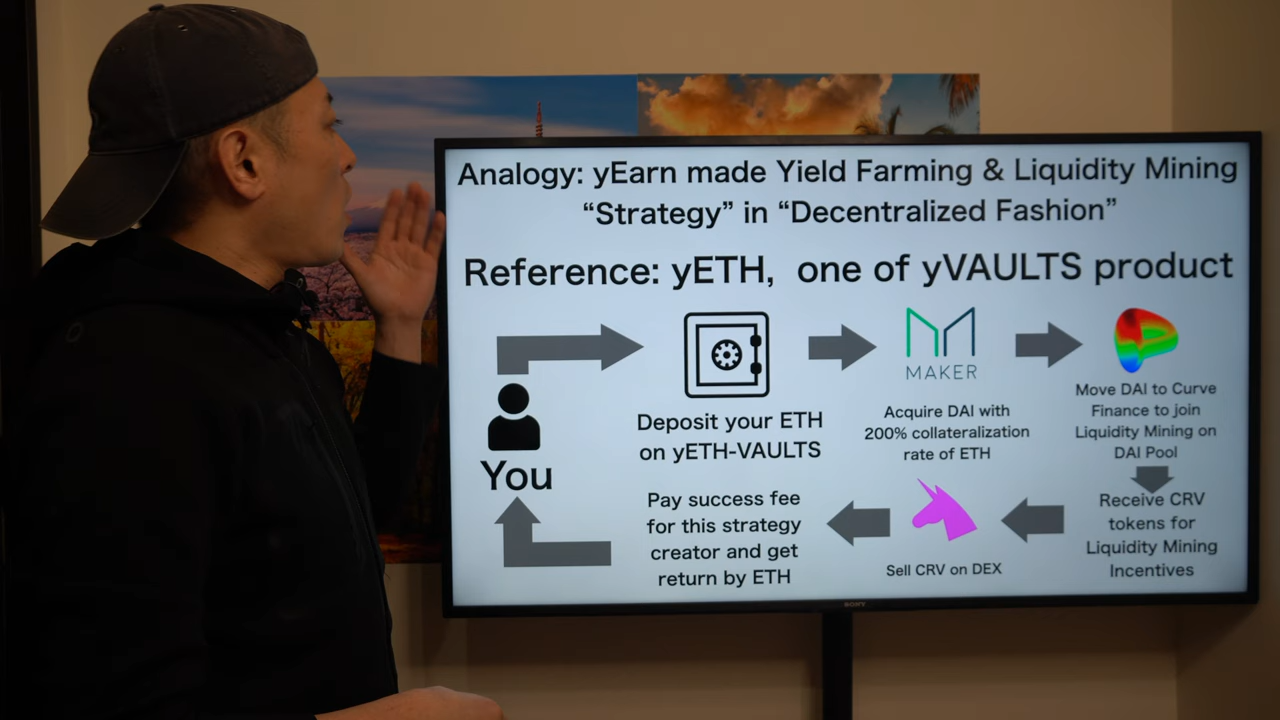 Analogy: yEarn made Yield Farming & Liquidity Mining
“Strategy” in “Decentralized Fashion”
Reference: yETH, one of yVAULTS product
You
Deposit your ETH
on yETH-VAULTS
MAKER
Acquire DAI with
200% collateralization
rate of ETH
Move DAI to Curve
Finance to join
Liquidity Mining on
DAI Pool
Receive CRV
tokens for
Liquidity Mining
Incentives
Sell CRV on DEX
Pay success fee
for this strategy
creator and get
return by ETH
SONY